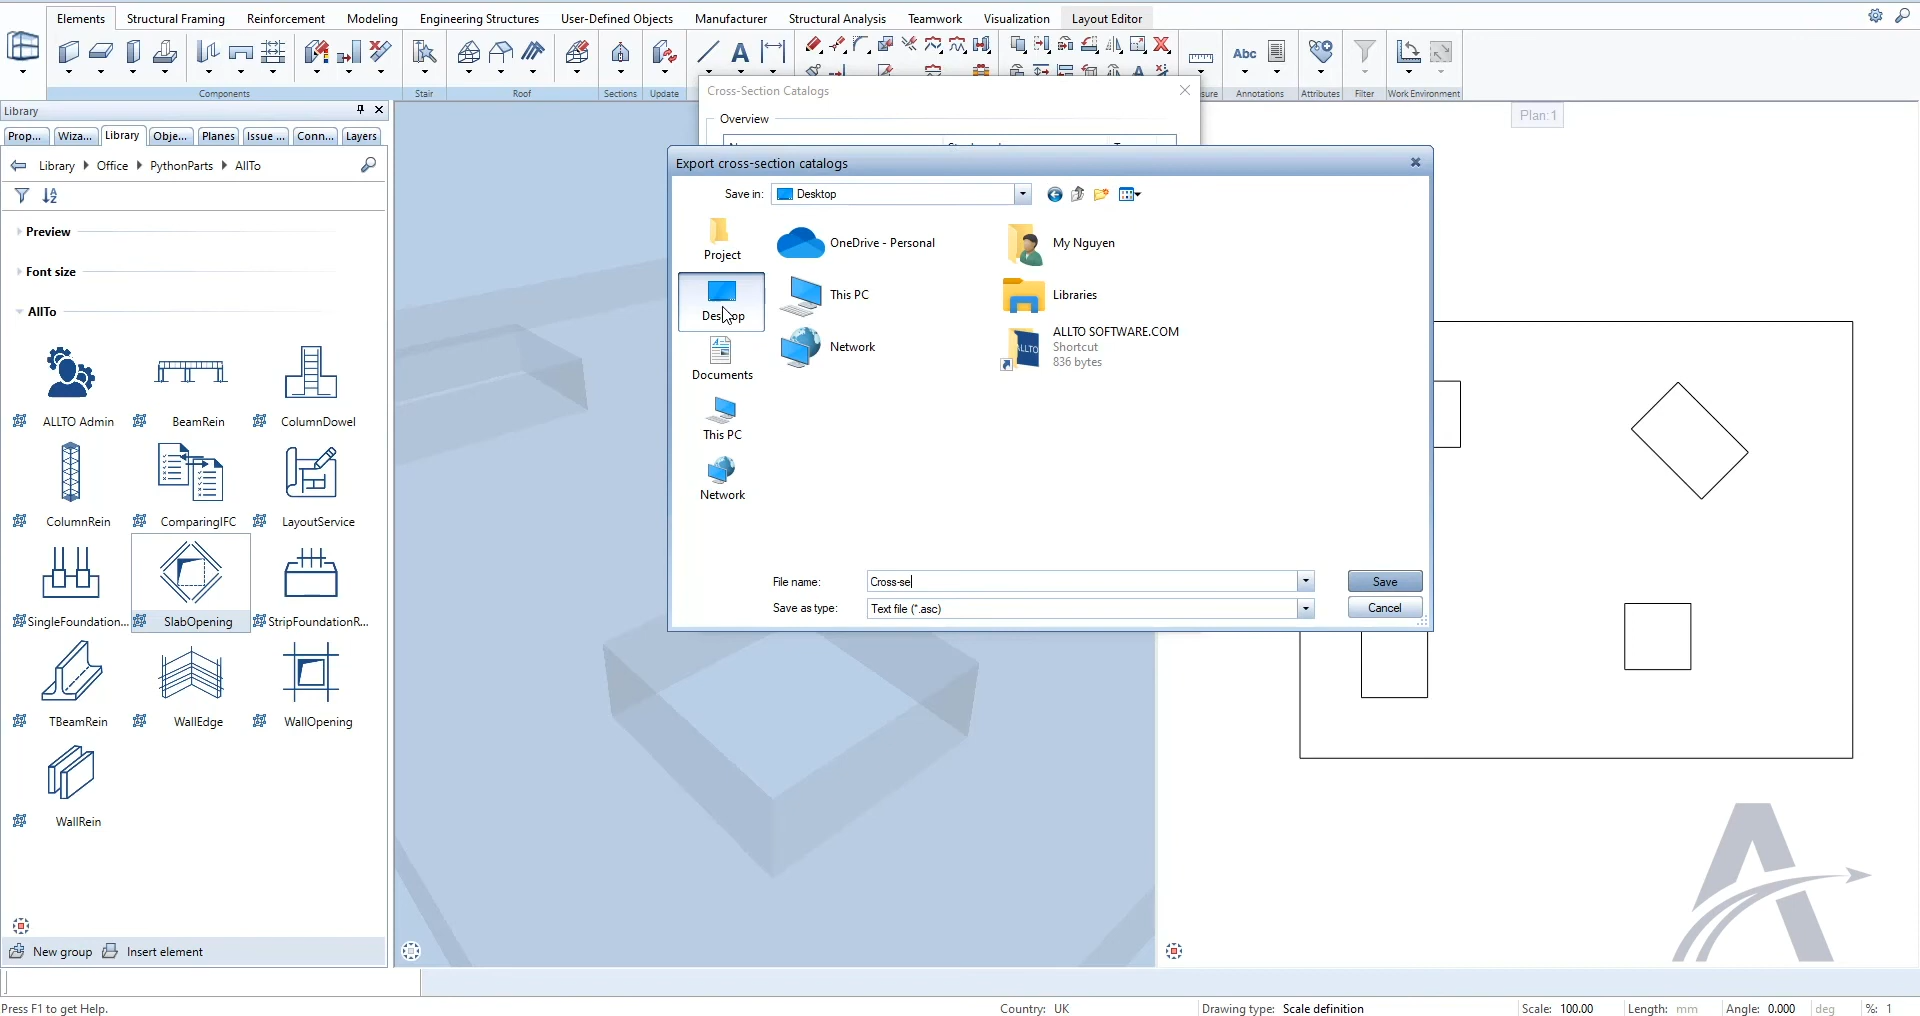 Elements Structural Framing Reinforcement Modeling Engineering Structures User-Defined Objects Manufacturer Structural Analysis Teamwork Visualization Layout Editor
A
Abc
Components Stair Roof Sections Update Annotations Attributes Filter Work Environment
Library
Prop... Wiza... Library Obje... Planes Issue ... Conn... Layers
Library Office PythonParts AllTo
Preview
Font size
AllTo
ALLTO Admin BeamRein ColumnDowel
ColumnRein ComparingIFC LayoutService
SingleFoundation... SlabOpening StripFoundationR...
TBeamRein WallEdge WallOpening
WallRein
New group Insert element
Cross-Section Catalogs
Overview
Export cross-section catalogs
Save in: Desktop
Project
Desktop
Documents
This PC
Network
OneDrive - Personal
My Nguyen
This PC
Libraries
Network
ALLTO SOFTWARE.COM
Shortcut
836 bytes
ALLTO
File name: Cross-se
Save
Save as type: Text file (*.asc)
Cancel
Plan:1
Press F1 to get Help. Country: UK Drawing type: Scale definition Scale: 100.00 Length: mm Angle: 0.000 deg %: 1